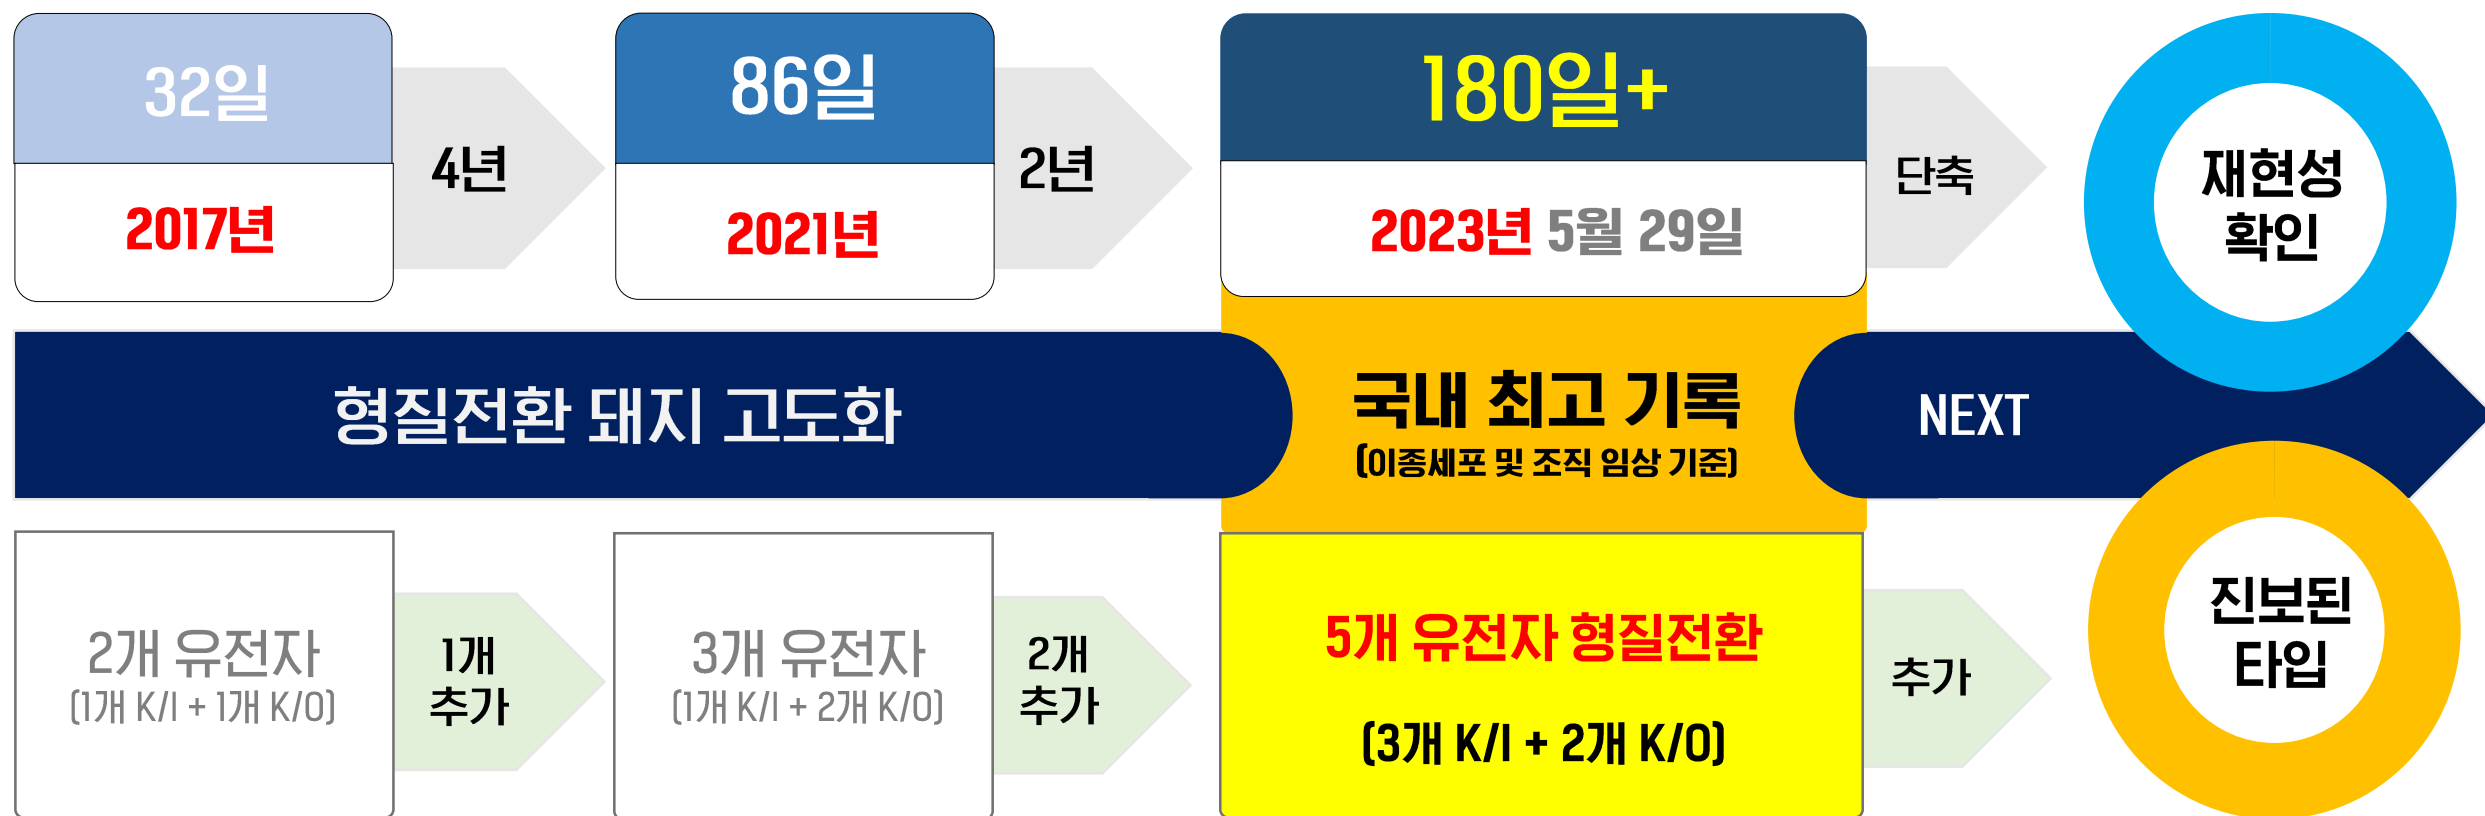 32일
2017년
4년
86일
2021년
2년
180일+
2023년 5월 29일
단축
재현성
확인
형질전환 돼지 고도화
국내 최고 기록
(이종세포 및 조직 임상 기준)
NEXT
2개 유전자
(1개 K/I + 1개 K/O)
1개
추가
3개 유전자
(1개 K/I + 2개 K/O)
2개
추가
5개 유전자 형질전환
(3개 K/I + 2개 K/O)
추가
진보된
타입